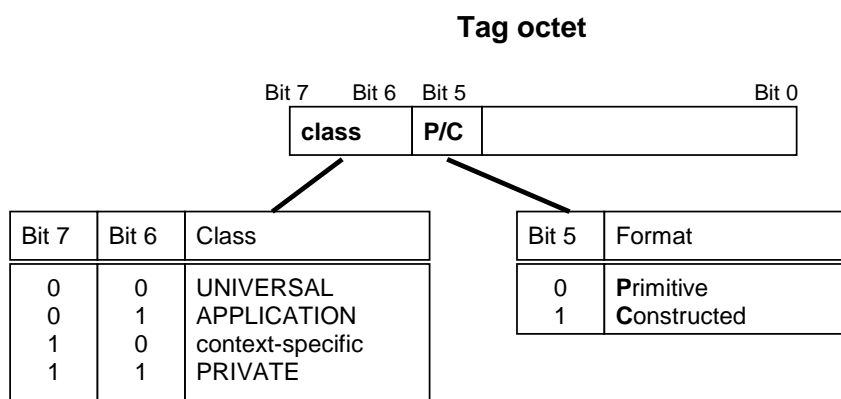 Tag octet
Bit 7 Bit 6 Bit 5 Bit 0
class P/C
Bit 7 Bit 6 Class
0 0 UNIVERSAL
0 1 APPLICATION
1 0 context-specific
1 1 PRIVATE
Bit 5 Format
0 Primitive
1 Constructed